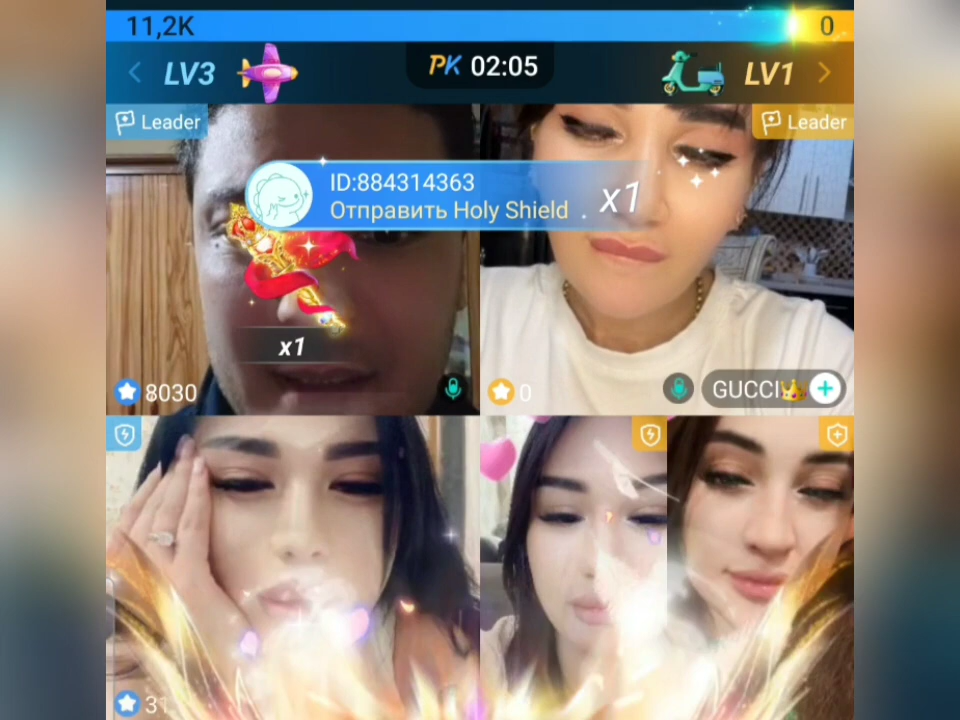 11,2K
0
LV3
PK 02:05
LV1
Leader
Leader
ID:884314363
Отправить Holy Shield
x1
x1
8030
0
GUCCI